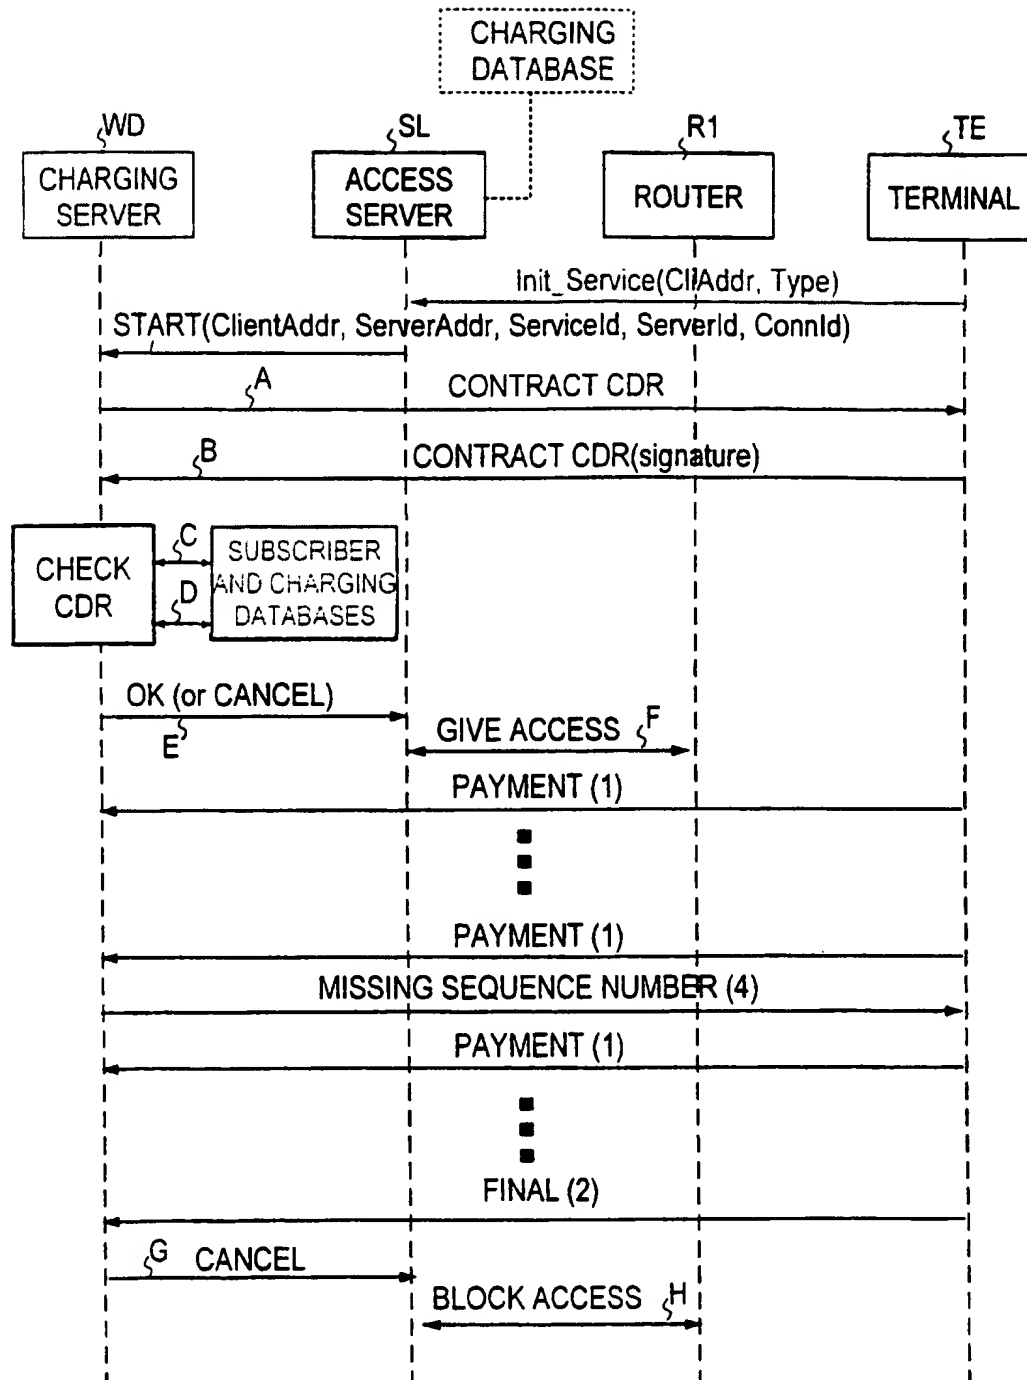 CHARGING
DATABASE
WD
SL
R1
TE
CHARGING
SERVER
ACCESS
SERVER
ROUTER
TERMINAL
Init_Service(CliAddr, Type)
START(ClientAddr, ServerAddr, ServiceId, ServerId, ConnId)
A
CONTRACT CDR
B
CONTRACT CDR(signature)
CHECK
CDR
C
D
SUBSCRIBER
AND CHARGING
DATABASES
OK (or CANCEL)
E
GIVE ACCESS
F
PAYMENT (1)
PAYMENT (1)
MISSING SEQUENCE NUMBER (4)
PAYMENT (1)
FINAL (2)
G
CANCEL
BLOCK ACCESS
H